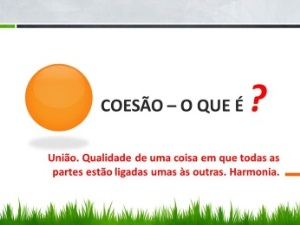 COESÃO – O QUE É ?
União. Qualidade de uma coisa em que todas as
partes estão ligadas umas às outras. Harmonia.